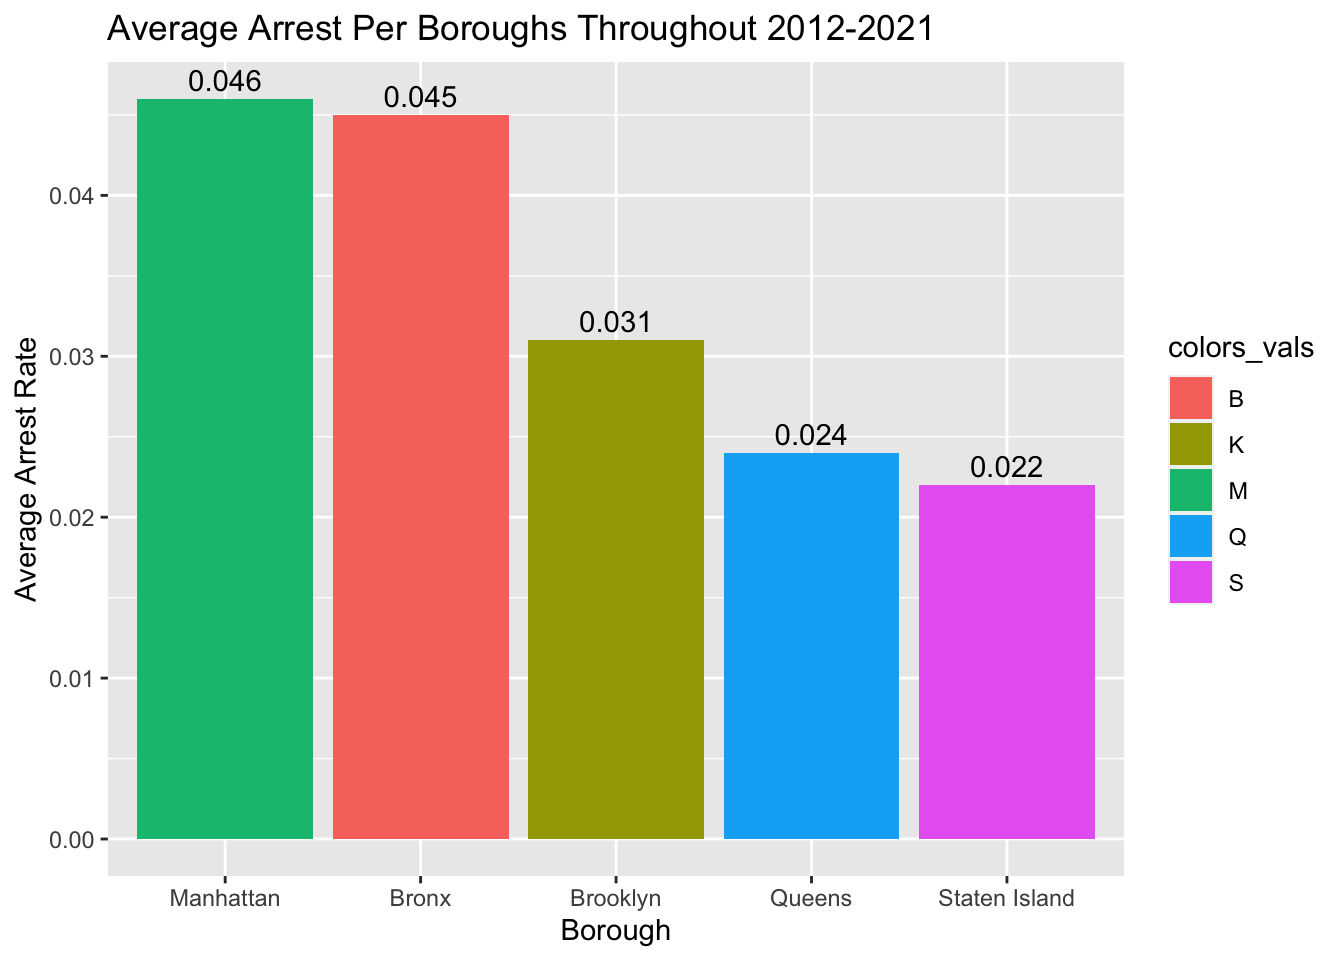 Average Arrest Per Boroughs Throughout 2012-2021
Average Arrest Rate
0.04
0.03
0.02
0.01
0.00
0.046
0.045
0.031
0.024
0.022
Manhattan
Bronx
Brooklyn
Queens
Staten Island
Borough
colors_vals
B
K
M
Q
S